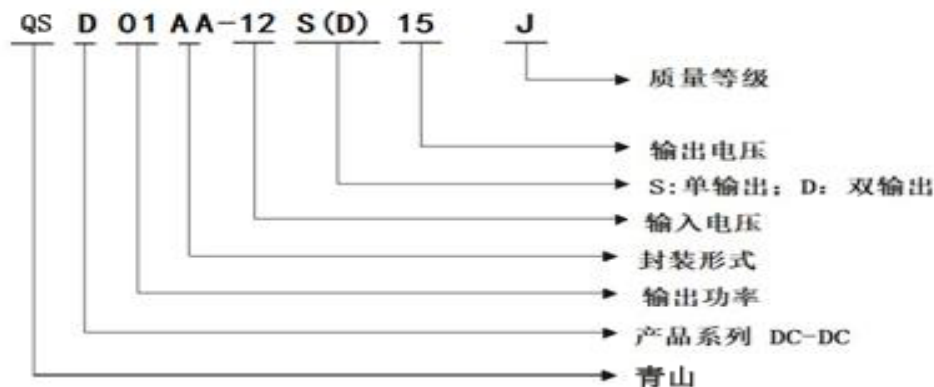 QS D 01 AA-12 S(D) 15 J
质量等级
输出电压
S:单输出；D：双输出
输入电压
封装形式
输出功率
产品系列 DC-DC
青山